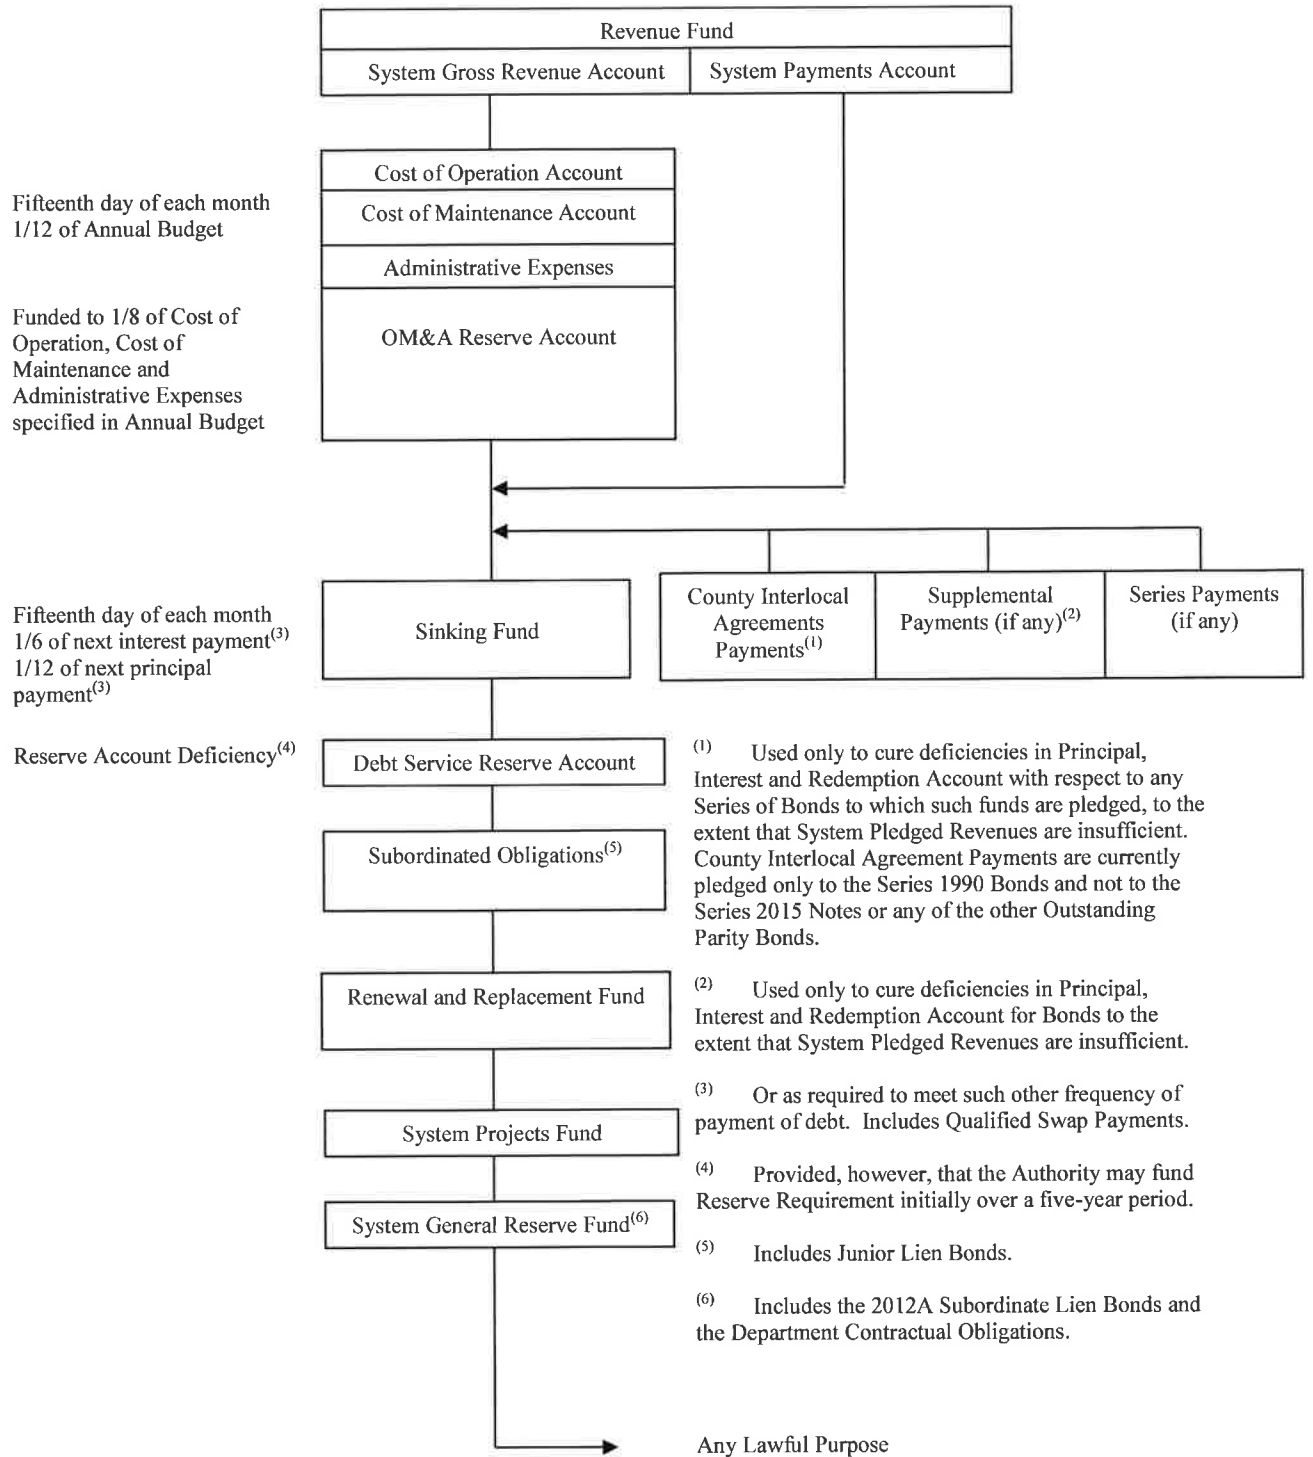 Revenue Fund
System Gross Revenue Account
System Payments Account
Cost of Operation Account
Fifteenth day of each month
1/12 of Annual Budget
Cost of Maintenance Account
Administrative Expenses
Funded to 1/8 of Cost of
Operation, Cost of
Maintenance and
Administrative Expenses
specified in Annual Budget
OM&A Reserve Account
Fifteenth day of each month
1/6 of next interest payment(3)
1/12 of next principal
payment(3)
Sinking Fund
County Interlocal
Agreements
Payments(1)
Supplemental
Payments (if any)(2)
Series Payments
(if any)
Reserve Account Deficiency(4)
Debt Service Reserve Account
Subordinated Obligations(5)
Renewal and Replacement Fund
System Projects Fund
System General Reserve Fund(6)
(1) Used only to cure deficiencies in Principal,
Interest and Redemption Account with respect to any
Series of Bonds to which such funds are pledged, to the
extent that System Pledged Revenues are insufficient.
County Interlocal Agreement Payments are currently
pledged only to the Series 1990 Bonds and not to the
Series 2015 Notes or any of the other Outstanding
Parity Bonds.
(2) Used only to cure deficiencies in Principal,
Interest and Redemption Account for Bonds to the
extent that System Pledged Revenues are insufficient.
(3) Or as required to meet such other frequency of
payment of debt. Includes Qualified Swap Payments.
(4) Provided, however, that the Authority may fund
Reserve Requirement initially over a five-year period.
(5) Includes Junior Lien Bonds.
(6) Includes the 2012A Subordinate Lien Bonds and
the Department Contractual Obligations.
Any Lawful Purpose